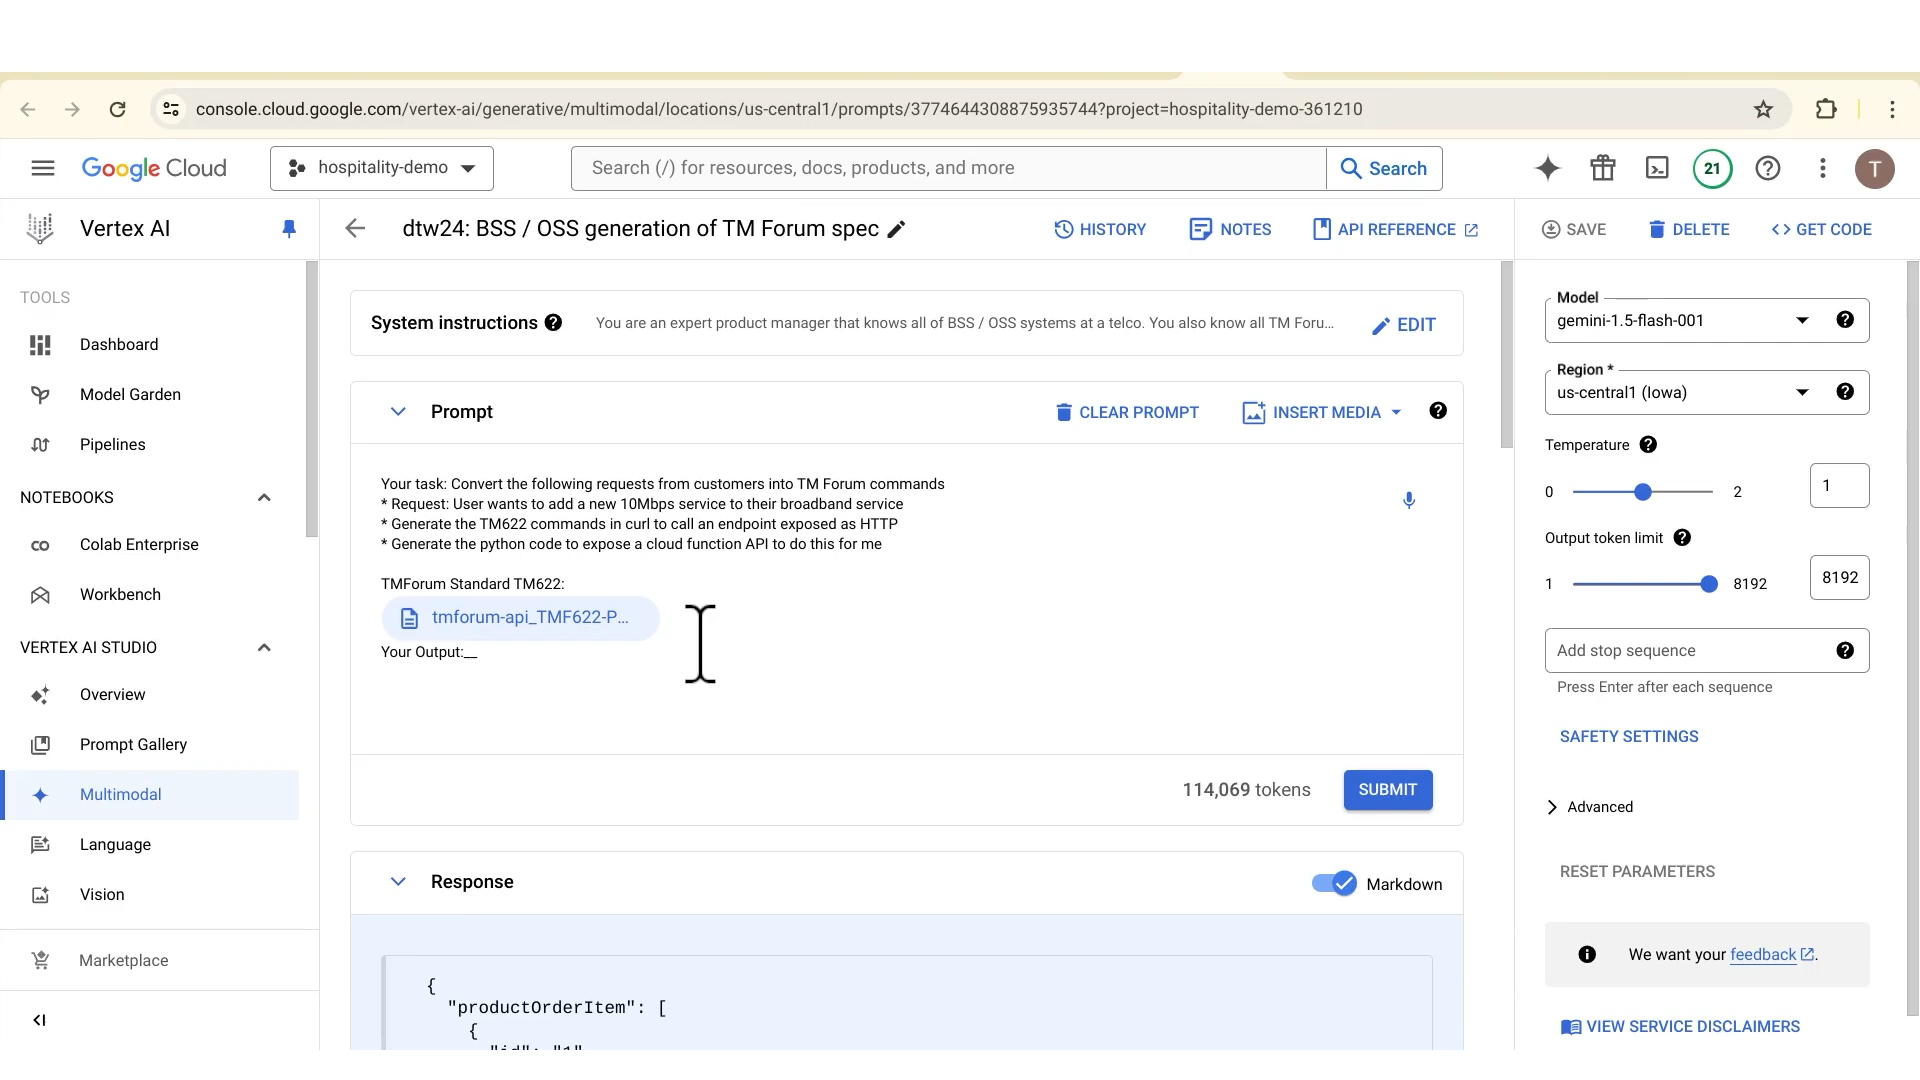 console.cloud.google.com/vertex-ai/generative/multimodal/locations/us-central1/prompts/3774644308875935744?project=hospitality-demo-361210
Google Cloud
hospitality-demo
Search (/) for resources, docs, products, and more
Search
21
T
Vertex AI
dtw24: BSS / OSS generation of TM Forum spec
HISTORY
NOTES
API REFERENCE
SAVE
DELETE
GET CODE
TOOLS
Dashboard
Model Garden
Pipelines
NOTEBOOKS
Colab Enterprise
Workbench
VERTEX AI STUDIO
Overview
Prompt Gallery
Multimodal
Language
Vision
Marketplace
System instructions
You are an expert product manager that knows all of BSS / OSS systems at a telco. You also know all TM Foru...
EDIT
Prompt
CLEAR PROMPT
INSERT MEDIA
Your task: Convert the following requests from customers into TM Forum commands
* Request: User wants to add a new 10Mbps service to their broadband service
* Generate the TM622 commands in curl to call an endpoint exposed as HTTP
* Generate the python code to expose a cloud function API to do this for me
TMForum Standard TM622:
tmforum-api_TMF622-P...
Your Output:__
114,069 tokens
SUBMIT
Response
Markdown
{
"productOrderItem": [
{
"id": "1"
Model
gemini-1.5-flash-001
Region *
us-central1 (Iowa)
Temperature
0
2
1
Output token limit
1
8192
8192
Add stop sequence
Press Enter after each sequence
SAFETY SETTINGS
Advanced
RESET PARAMETERS
We want your feedback.
VIEW SERVICE DISCLAIMERS